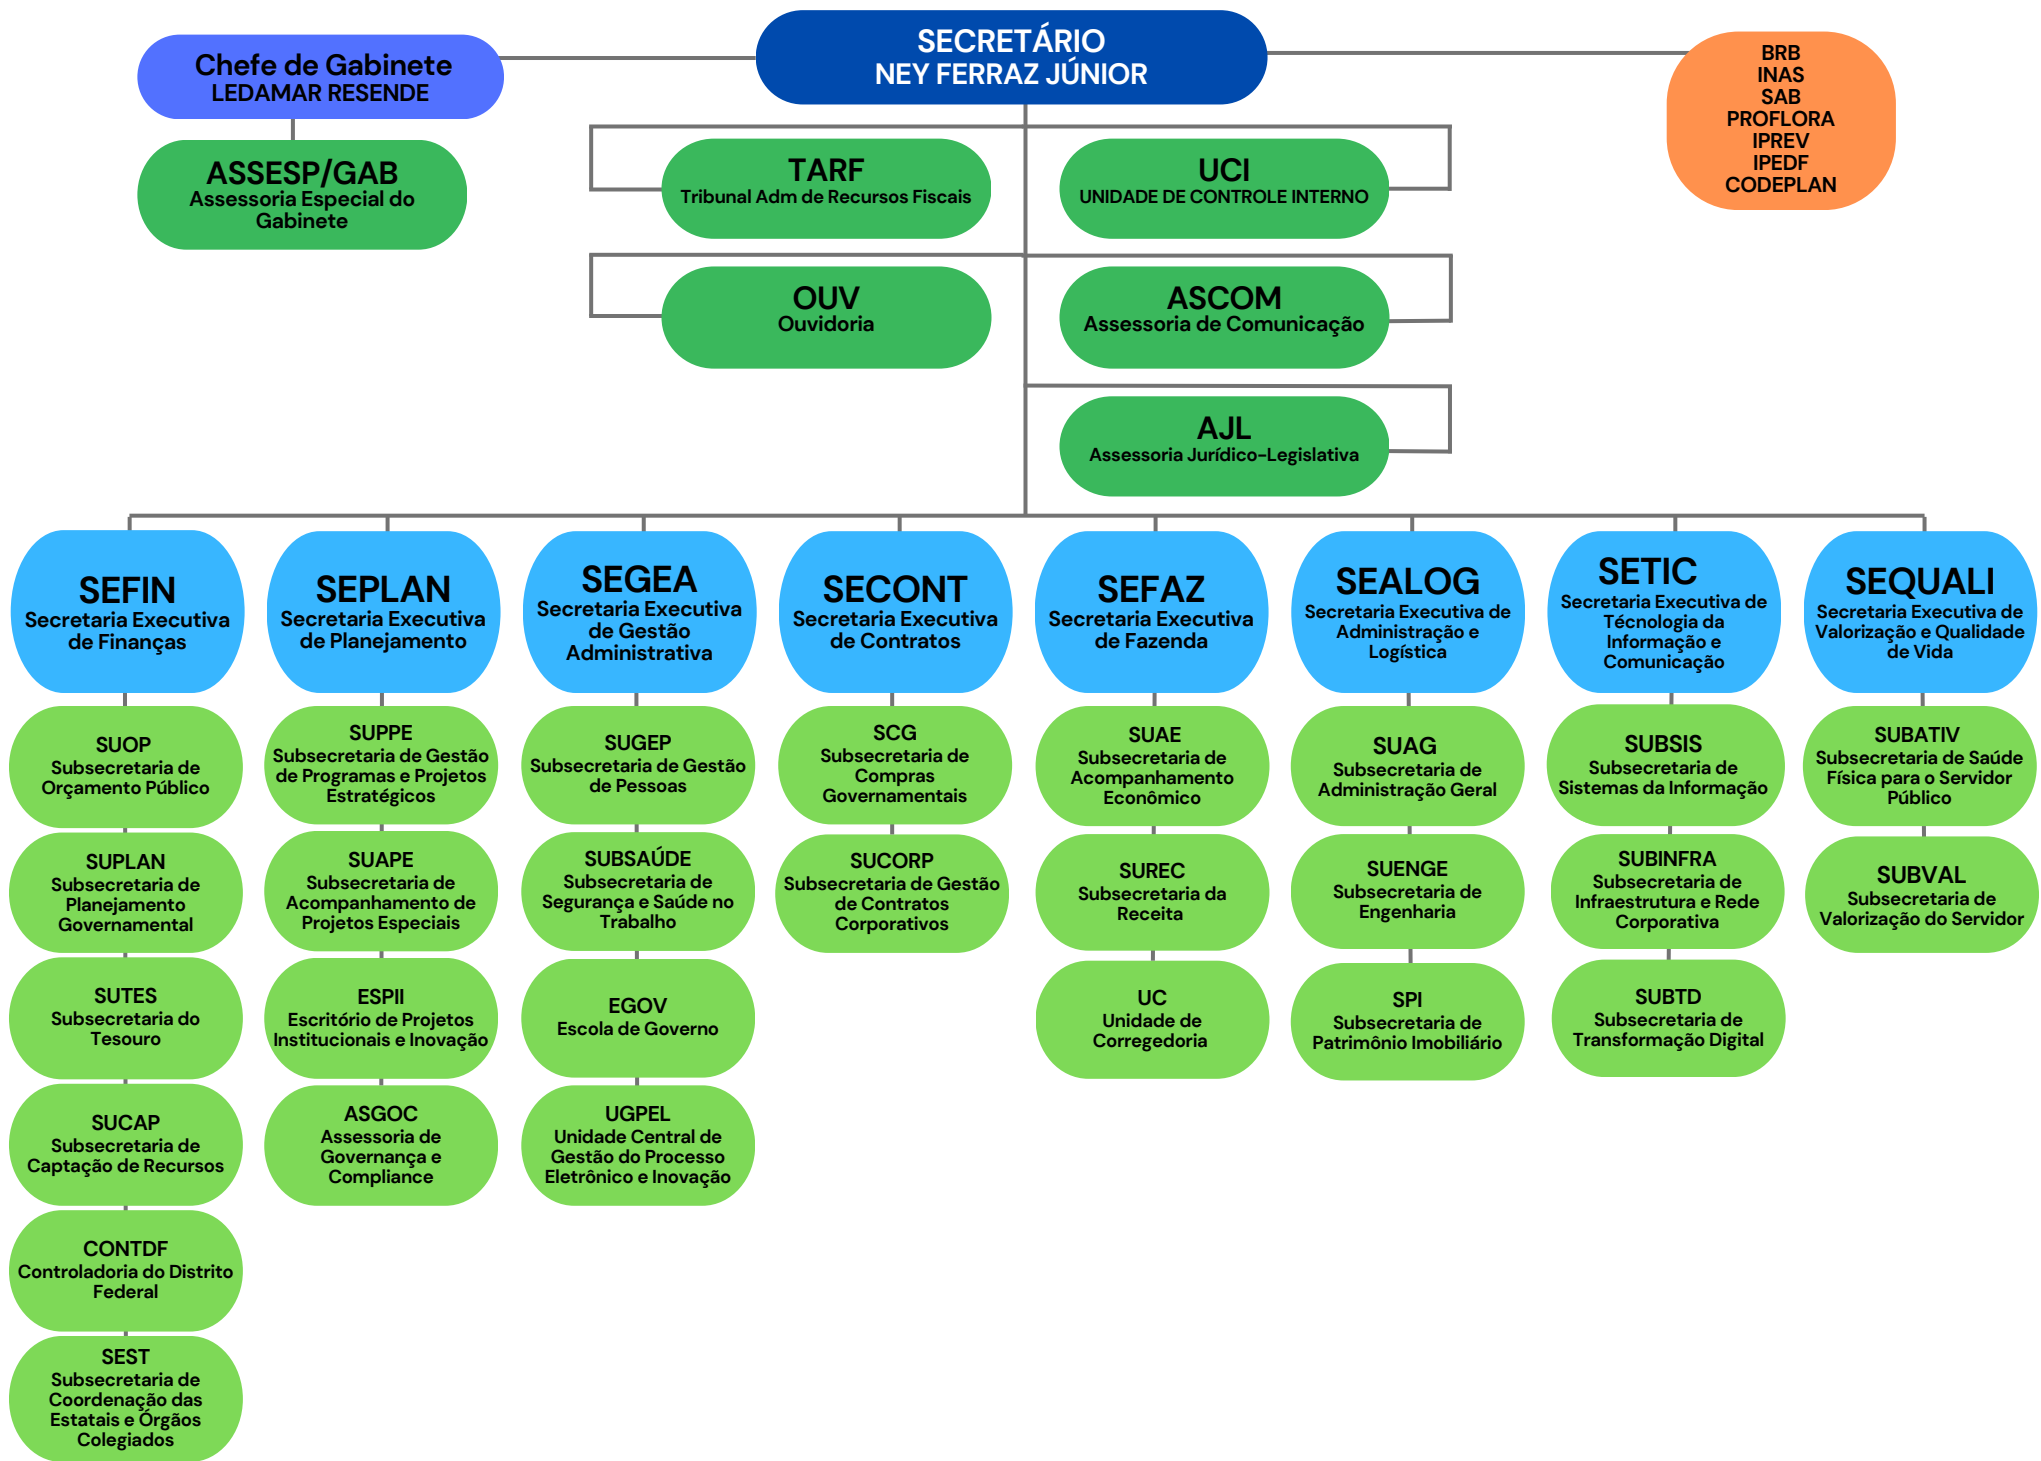 SECRETÁRIO
NEY FERRAZ JÚNIOR
Chefe de Gabinete
LEDAMAR RESENDE
ASSESP/GAB
Assessoria Especial do
Gabinete
BRB
INAS
SAB
PROFLORA
IPREV
IPEDF
CODEPLAN
TARF
Tribunal Adm de Recursos Fiscais
UCI
UNIDADE DE CONTROLE INTERNO
OUV
Ouvidoria
ASCOM
Assessoria de Comunicação
AJL
Assessoria Jurídico-Legislativa
SEFIN
Secretaria Executiva
de Finanças
SUOP
Subsecretaria de
Orçamento Público
SUPLAN
Subsecretaria de
Planejamento
Governamental
SUTES
Subsecretaria do
Tesouro
SUCAP
Subsecretaria de
Captação de Recursos
CONTDF
Controladoria do Distrito
Federal
SEST
Subsecretaria de
Coordenação das
Estatais e Órgãos
Colegiados
SEPLAN
Secretaria Executiva
de Planejamento
SUPPE
Subsecretaria de Gestão
de Programas e Projetos
Estratégicos
SUAPE
Subsecretaria de
Acompanhamento de
Projetos Especiais
ESPII
Escritório de Projetos
Institucionais e Inovação
ASGOC
Assessoria de
Governança e
Compliance
SEGEA
Secretaria Executiva
de Gestão
Administrativa
SUGEP
Subsecretaria de Gestão
de Pessoas
SUBSAÚDE
Subsecretaria de
Segurança e Saúde no
Trabalho
EGOV
Escola de Governo
UGPEL
Unidade Central de
Gestão do Processo
Eletrônico e Inovação
SECONT
Secretaria Executiva
de Contratos
SCG
Subsecretaria de
Compras
Governamentais
SUCORP
Subsecretaria de Gestão
de Contratos
Corporativos
SEFAZ
Secretaria Executiva
de Fazenda
SUAE
Subsecretaria de
Acompanhamento
Econômico
SUREC
Subsecretaria da
Receita
UC
Unidade de
Corregedoria
SEALOG
Secretaria Executiva de
Administração e
Logística
SUAG
Subsecretaria de
Administração Geral
SUENGE
Subsecretaria de
Engenharia
SPI
Subsecretaria de
Patrimônio Imobiliário
SETIC
Secretaria Executiva de
Técnologia da
Informação e
Comunicação
SUBSIS
Subsecretaria de
Sistemas da Informação
SUBINFRA
Subsecretaria de
Infraestrutura e Rede
Corporativa
SUBTD
Subsecretaria de
Transformação Digital
SEQUALI
Secretaria Executiva de
Valorização e Qualidade
de Vida
SUBATIV
Subsecretaria de Saúde
Física para o Servidor
Público
SUBVAL
Subsecretaria de
Valorização do Servidor